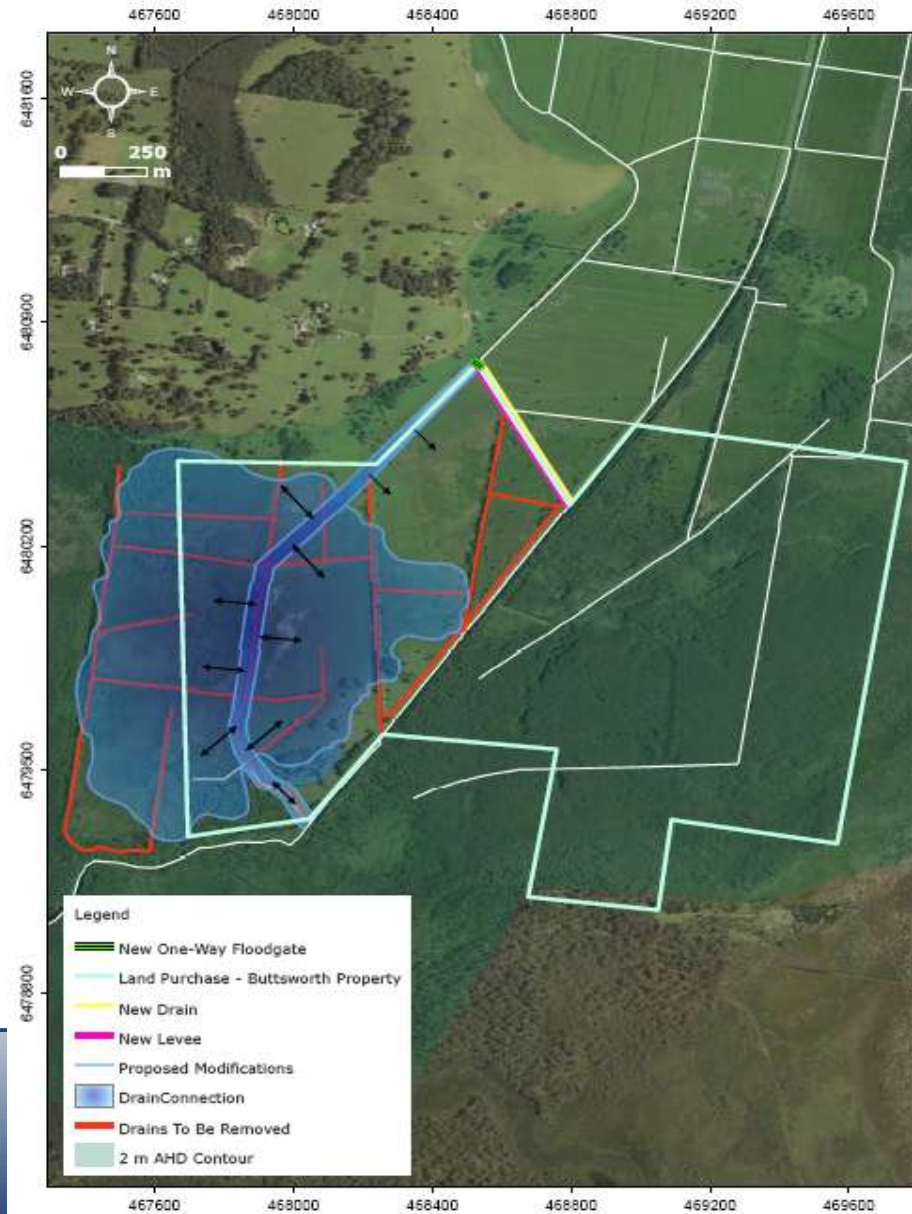 467600 468000 468400 468800 469200 469600
N
W E
S
0 250
m
6481600
6480900
6480200
6479500
6478800
Legend
New One-Way Floodgate
Land Purchase - Buttsworth Property
New Drain
New Levee
Proposed Modifications
DrainConnection
Drains To Be Removed
2 m AHD Contour
467600 468000 468400 468800 469200 469600